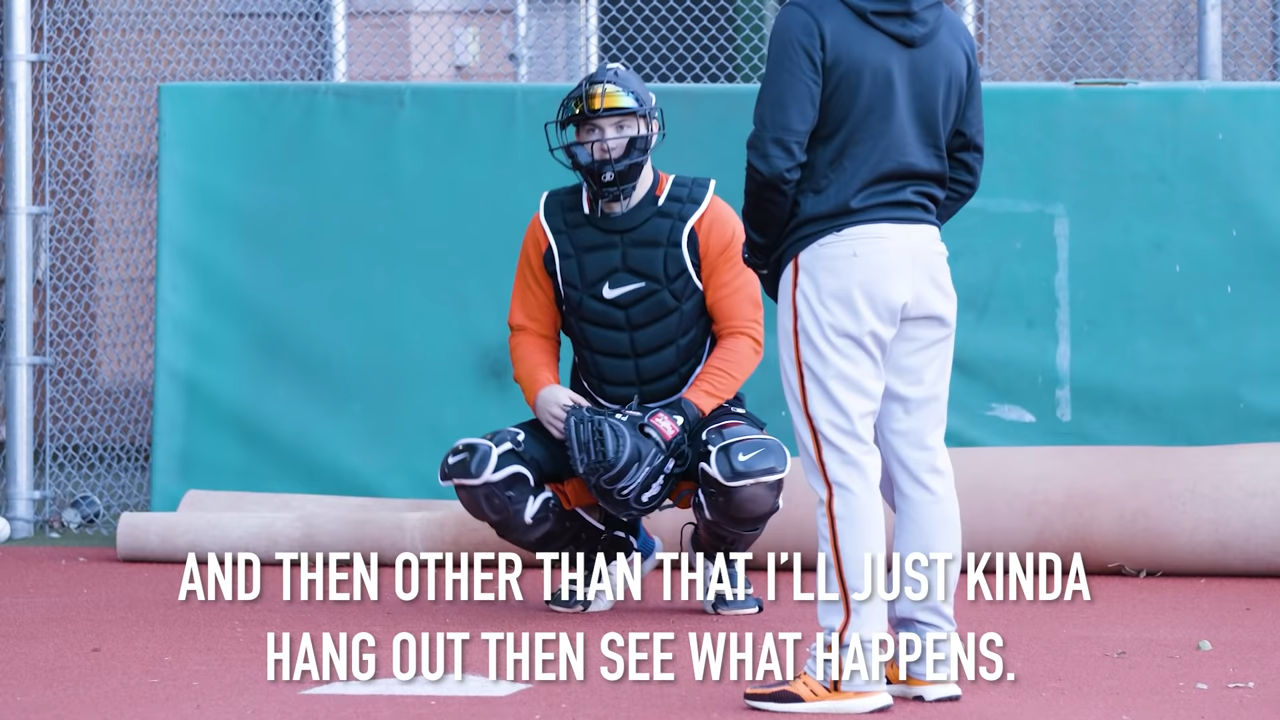 AND THEN OTHER THAN THAT I'LL JUST KINDA
HANG OUT THEN SEE WHAT HAPPENS.